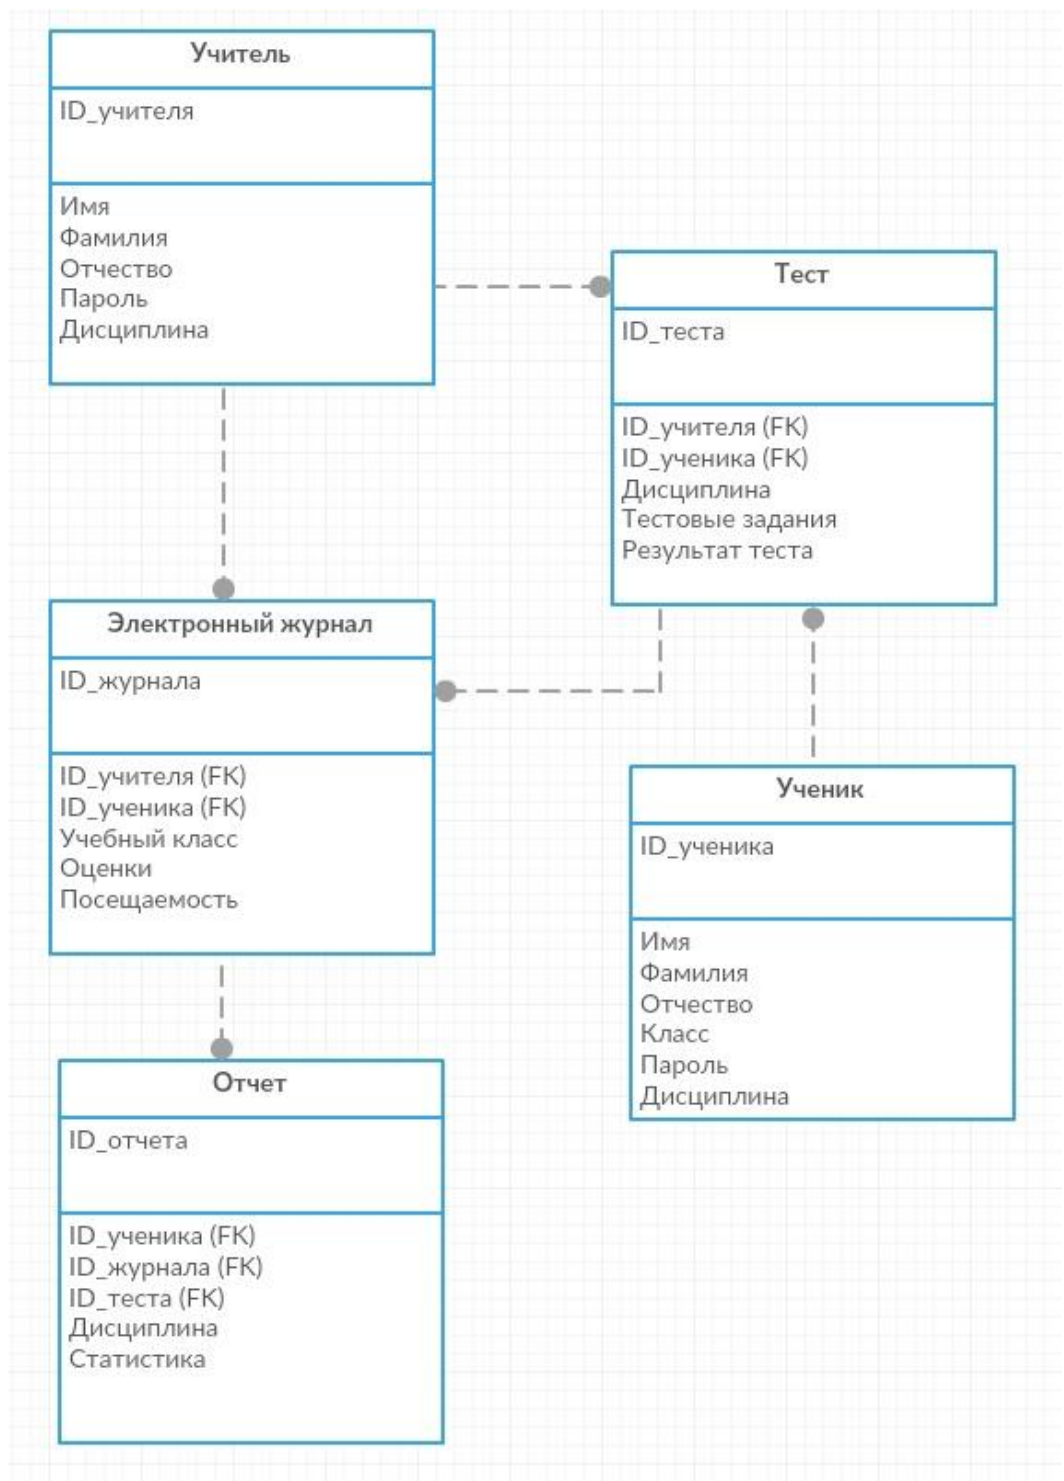 Учитель
ID_учителя
Имя
Фамилия
Отчество
Пароль
Дисциплина
Тест
ID_теста
ID_учителя (FK)
ID_ученика (FK)
Дисциплина
Тестовые задания
Результат теста
Электронный журнал
ID_журнала
ID_учителя (FK)
ID_ученика (FK)
Учебный класс
Оценки
Посещаемость
Ученик
ID_ученика
Имя
Фамилия
Отчество
Класс
Пароль
Дисциплина
Отчет
ID_отчета
ID_ученика (FK)
ID_журнала (FK)
ID_теста (FK)
Дисциплина
Статистика